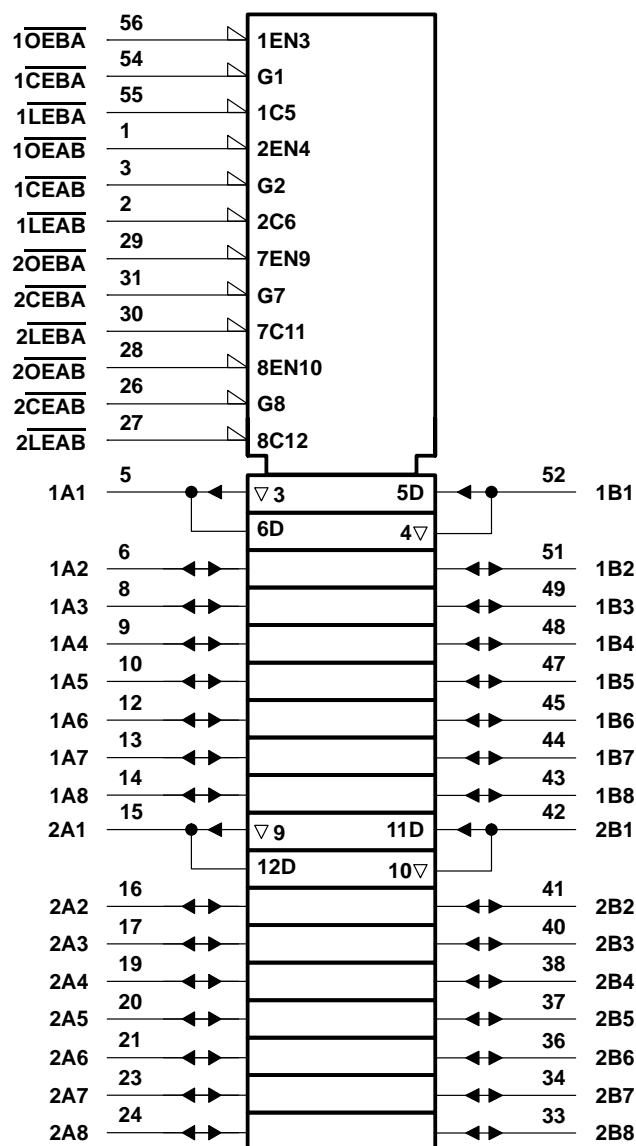 56
1OEBA 1EN3
54
1CEBA G1
55
1LEBA 1C5
1
1OEAB 2EN4
3
1CEAB G2
2
1LEAB 2C6
29
2OEBA 7EN9
31
2CEBA G7
30
2LEBA 7C11
28
2OEAB 8EN10
26
2CEAB G8
27
2LEAB 8C12
5 52
1A1 ▽ 3 5D 1B1
6D 4▽
6 51
1A2 1B2
8 49
1A3 1B3
9 48
1A4 1B4
10 47
1A5 1B5
12 45
1A6 1B6
13 44
1A7 1B7
14 43
1A8 1B8
15 42
2A1 ▽ 9 11D 2B1
12D 10▽
16 41
2A2 2B2
17 40
2A3 2B3
19 38
2A4 2B4
20 37
2A5 2B5
21 36
2A6 2B6
23 34
2A7 2B7
24 33
2A8 2B8